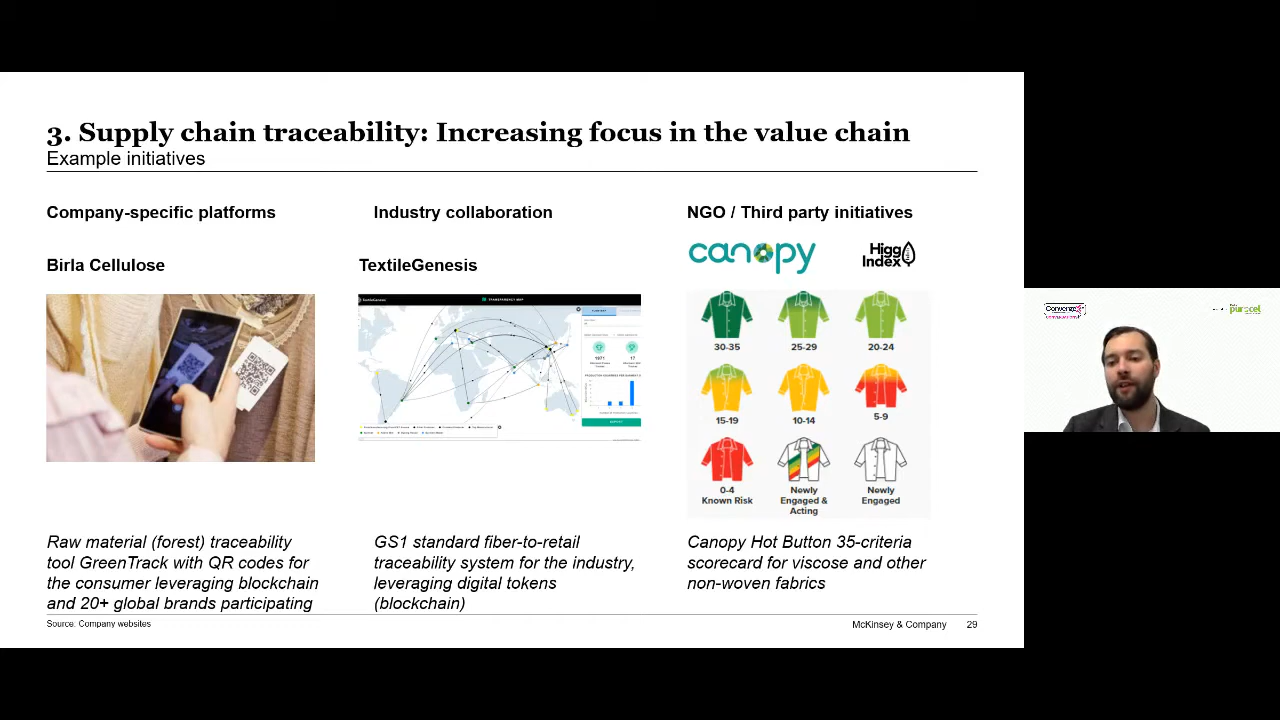 3. Supply chain traceability: Increasing focus in the value chain
Example initiatives
Company-specific platforms
Industry collaboration
NGO / Third party initiatives
canopy
Higg
Index
Birla Cellulose
TextileGenesis
30-35
25-29
20-24
15-19
10-14
5-9
0-4
Known Risk
Newly
Engaged &
Acting
Newly
Engaged
Raw material (forest) traceability
tool GreenTrack with QR codes for
the consumer leveraging blockchain
and 20+ global brands participating
GS1 standard fiber-to-retail
traceability system for the industry,
leveraging digital tokens
(blockchain)
Canopy Hot Button 35-criteria
scorecard for viscose and other
non-woven fabrics
Source. Company websites
McKinsey & Company
29
purocel